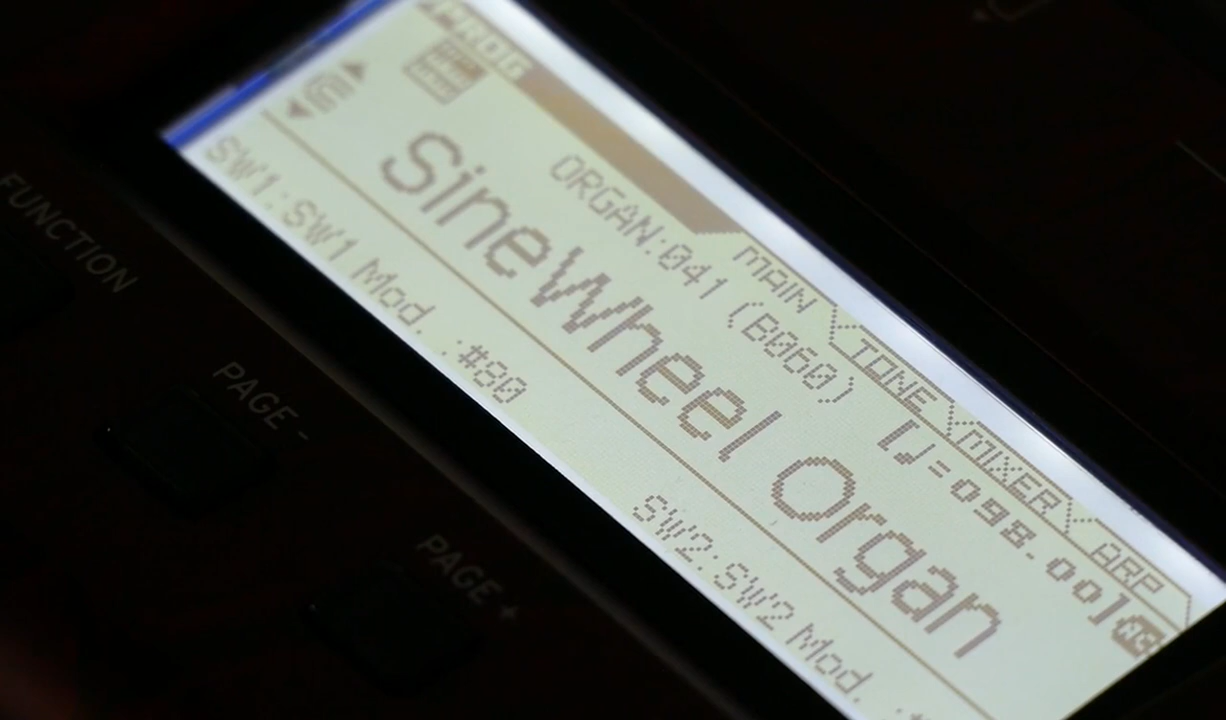 PROG
MAIN TONE MIXER ARP
ORGAN:041 (B060) [♩=098.00]
SineWheel Organ
SW1:SW1 Mod. :#80
SW2:SW2 Mod. :#
FUNCTION
PAGE -
PAGE +